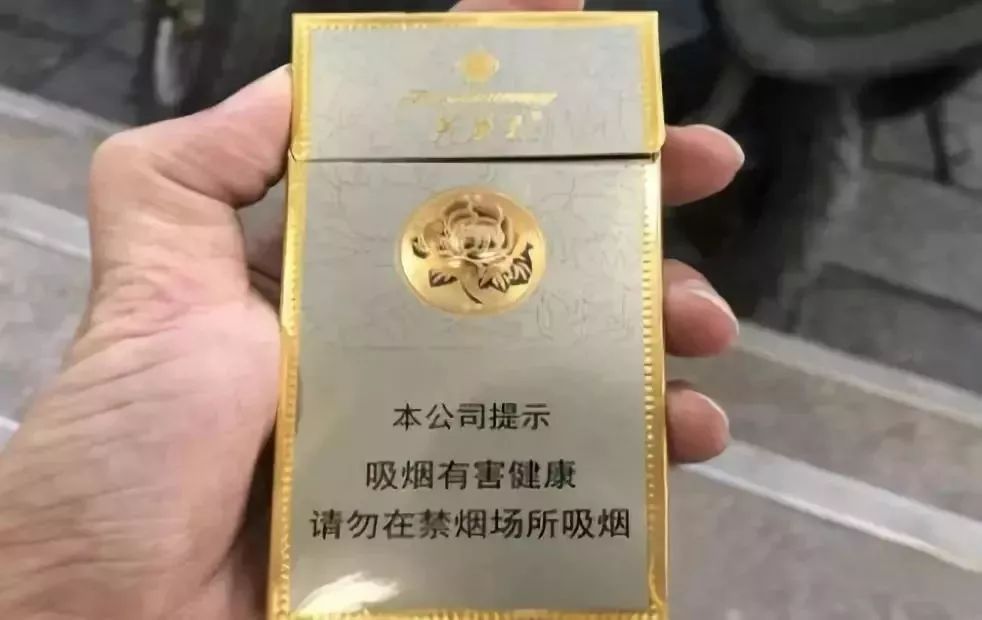 本公司提示
吸烟有害健康
请勿在禁烟场所吸烟